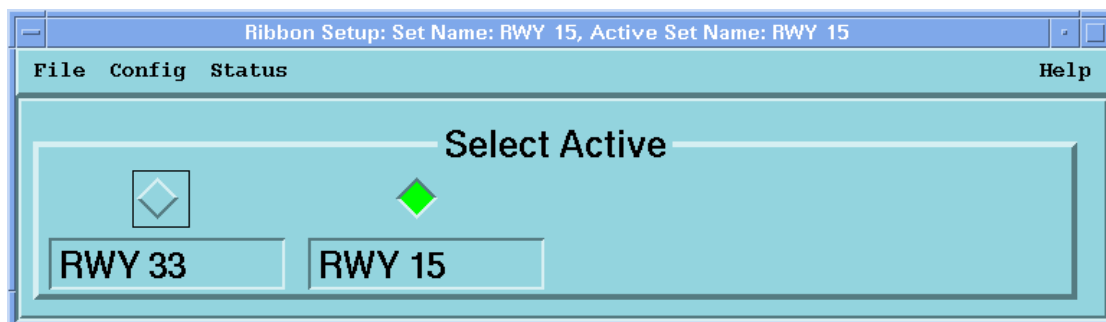 Ribbon Setup: Set Name: RWY 15, Active Set Name: RWY 15
File Config Status Help
Select Active
RWY 33 RWY 15